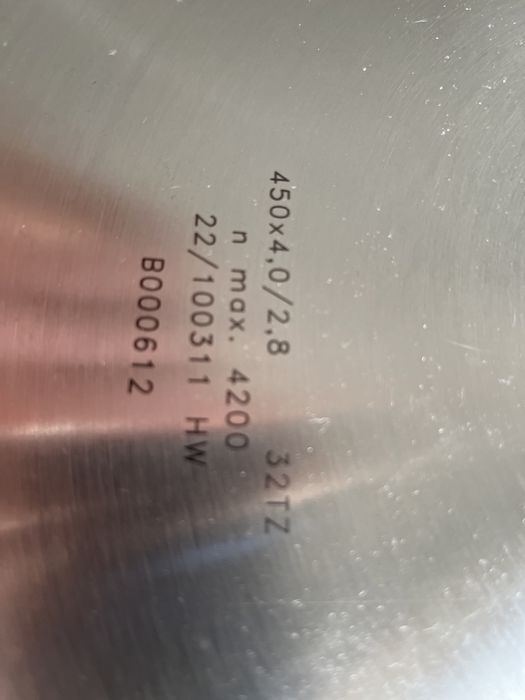 450x4,0/2,8 32TZ
n max. 4200
22/100311 HW
B000612